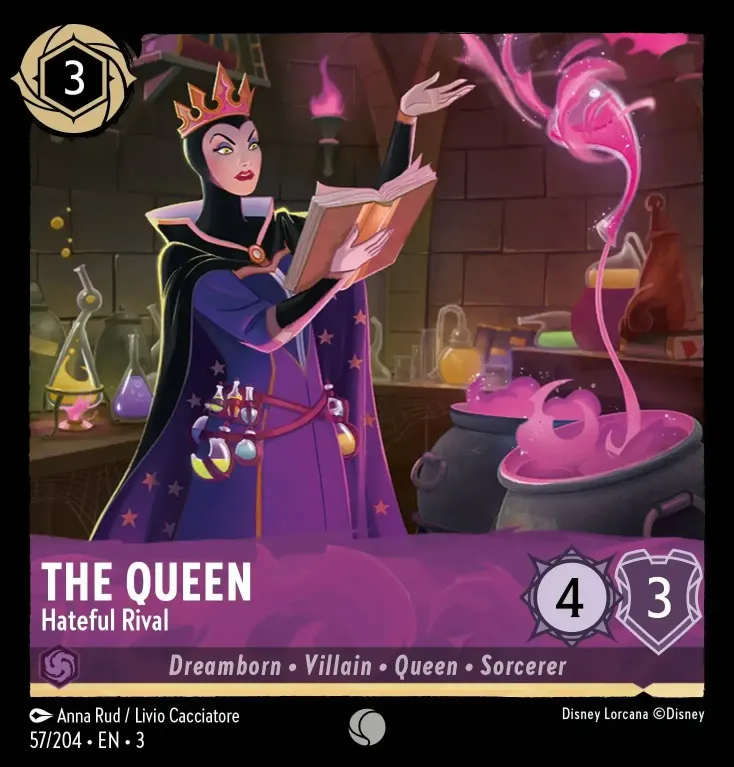 3
THE QUEEN
Hateful Rival
4 3
Dreamborn • Villain • Queen • Sorcerer
Anna Rud / Livio Cacciatore
Disney Lorcana ©Disney
57/204 • EN • 3